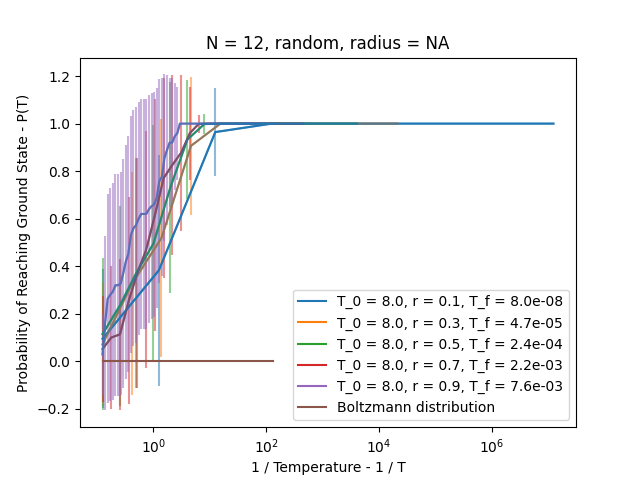 N = 12, random, radius = NA
Probability of Reaching Ground State - P(T)
1.2
1.0
0.8
0.6
0.4
0.2
0.0
−0.2
10⁰
10²
10⁴
10⁶
1 / Temperature - 1 / T
T_0 = 8.0, r = 0.1, T_f = 8.0e-08
T_0 = 8.0, r = 0.3, T_f = 4.7e-05
T_0 = 8.0, r = 0.5, T_f = 2.4e-04
T_0 = 8.0, r = 0.7, T_f = 2.2e-03
T_0 = 8.0, r = 0.9, T_f = 7.6e-03
Boltzmann distribution